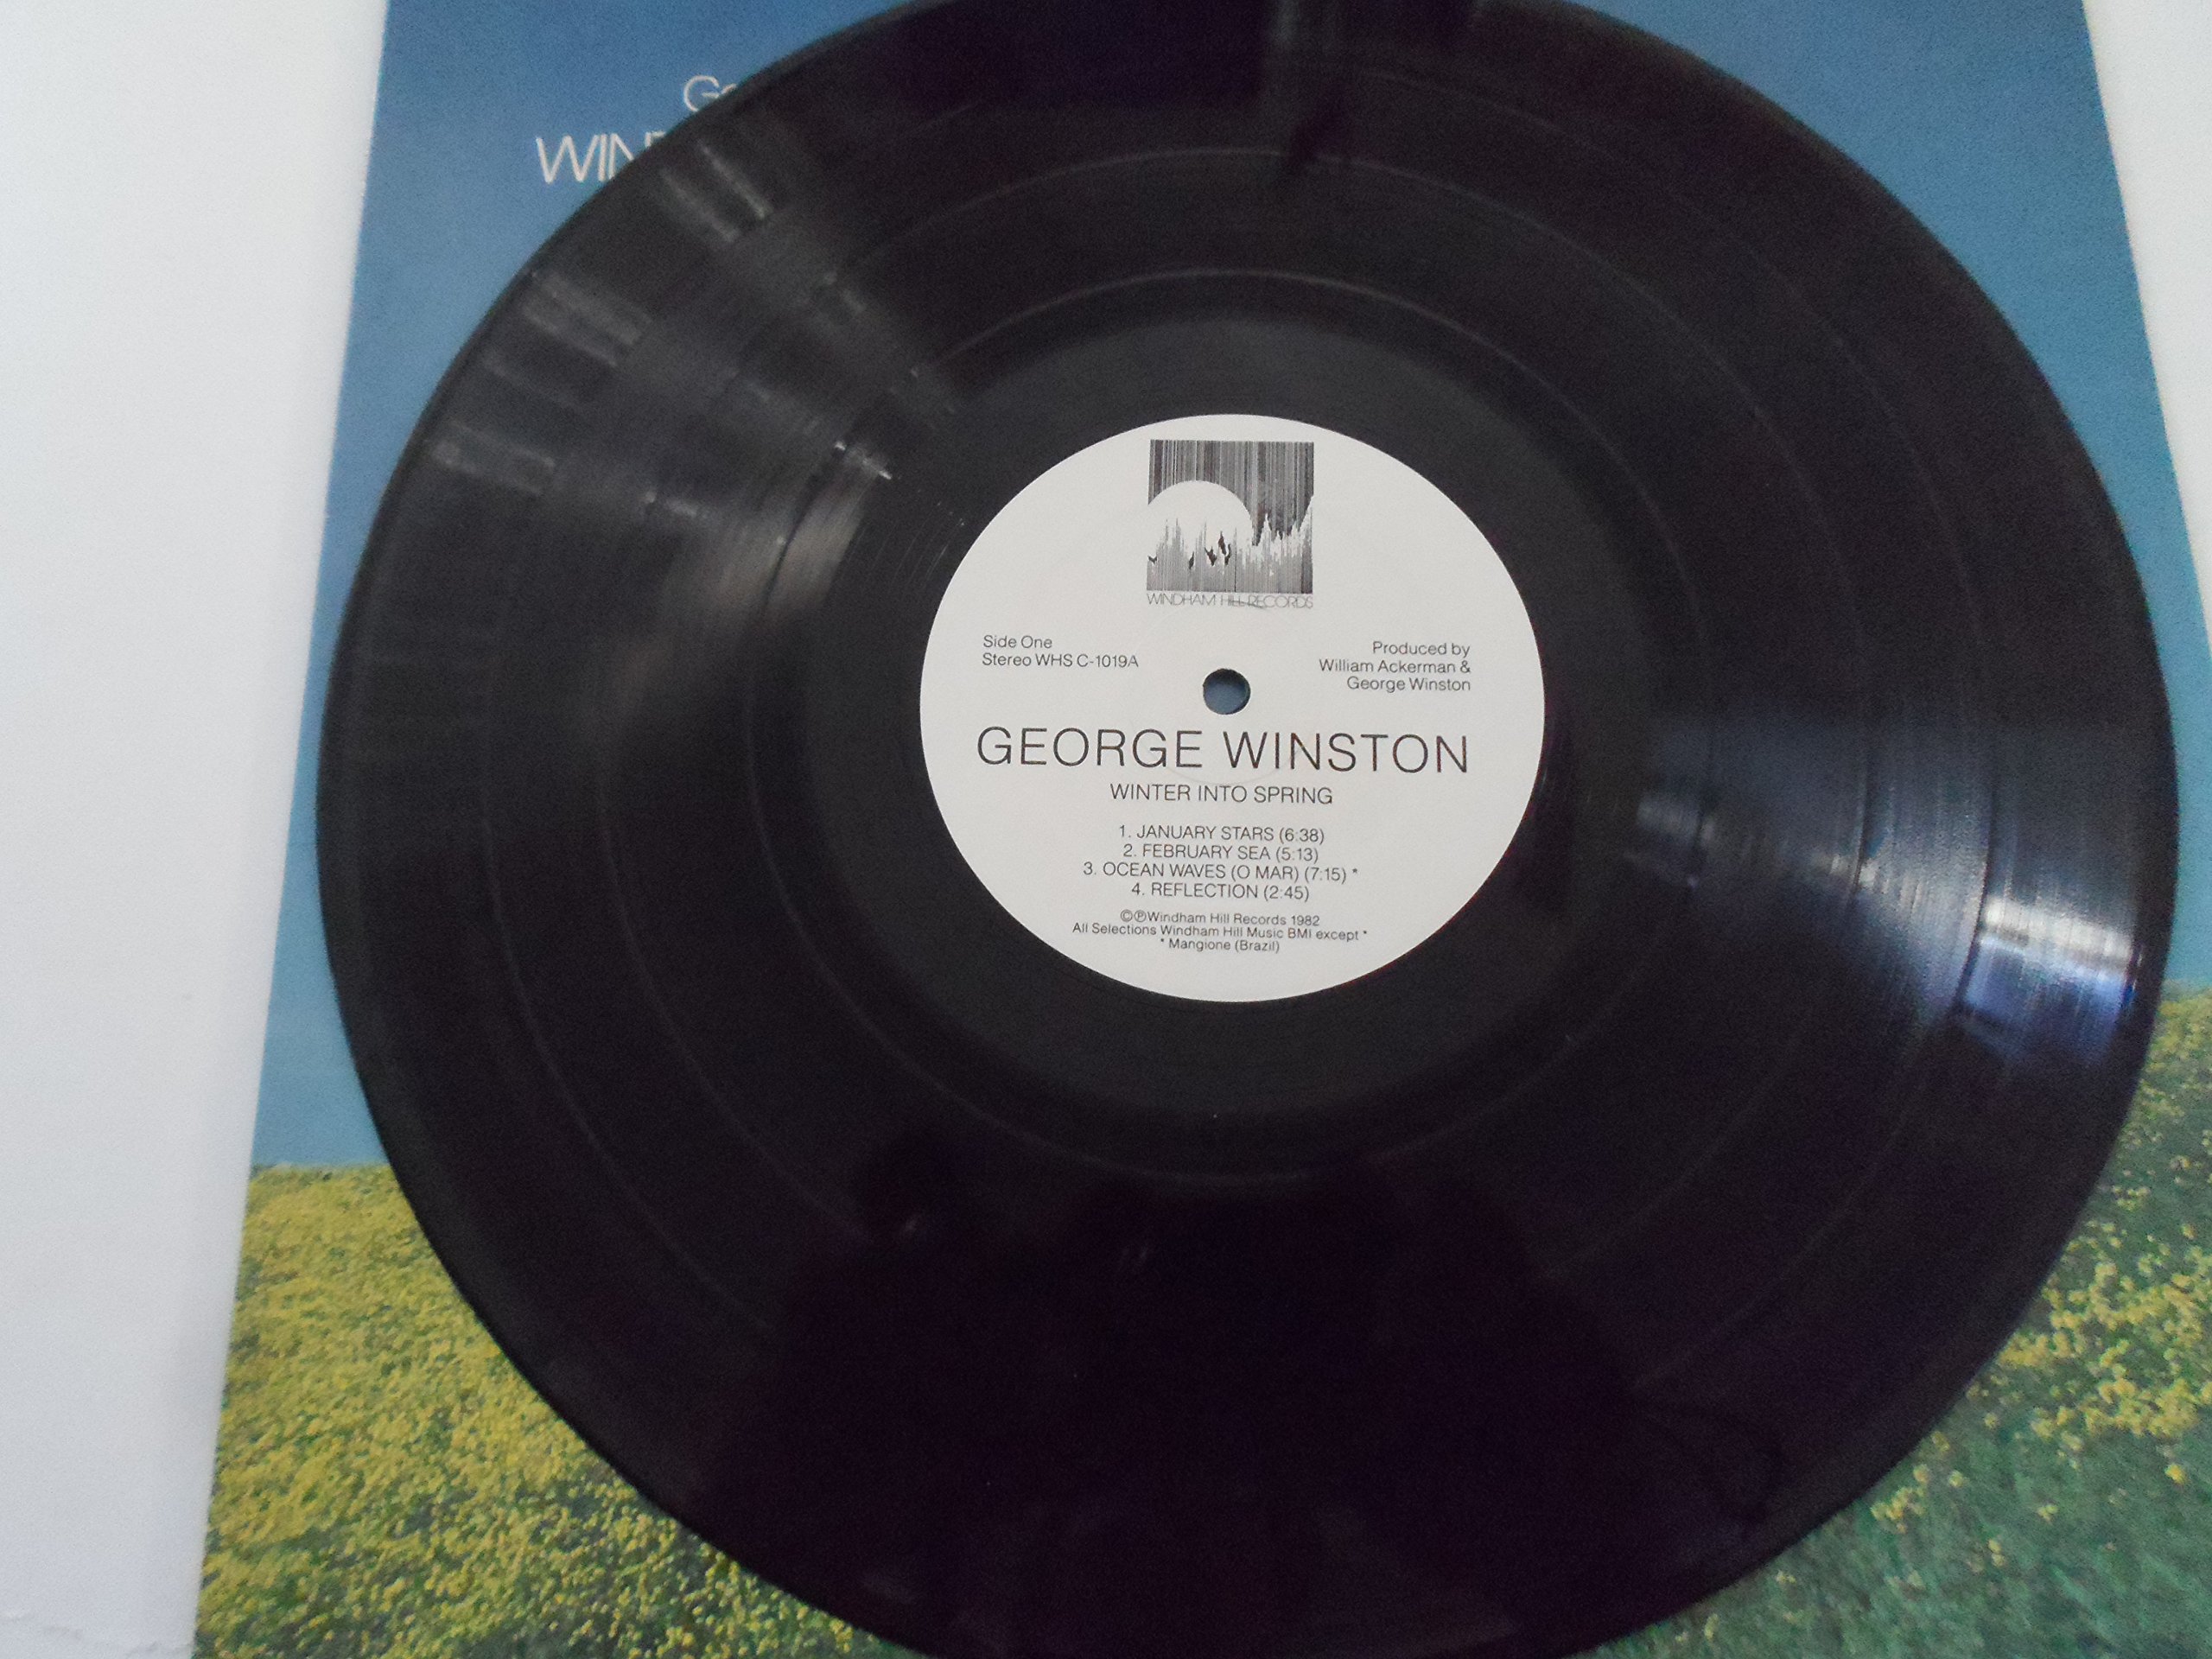 WINDHAM HILL RECORDS
Side One
Stereo WHS C-1019A
Produced by
William Ackerman &
George Winston
GEORGE WINSTON
WINTER INTO SPRING
1. JANUARY STARS (6:38)
2. FEBRUARY SEA (5:13)
3. OCEAN WAVES (O MAR) (7:15) *
4. REFLECTION (2:45)
©℗Windham Hill Records 1982
All Selections Windham Hill Music BMI except *
* Mangione (Brazil)